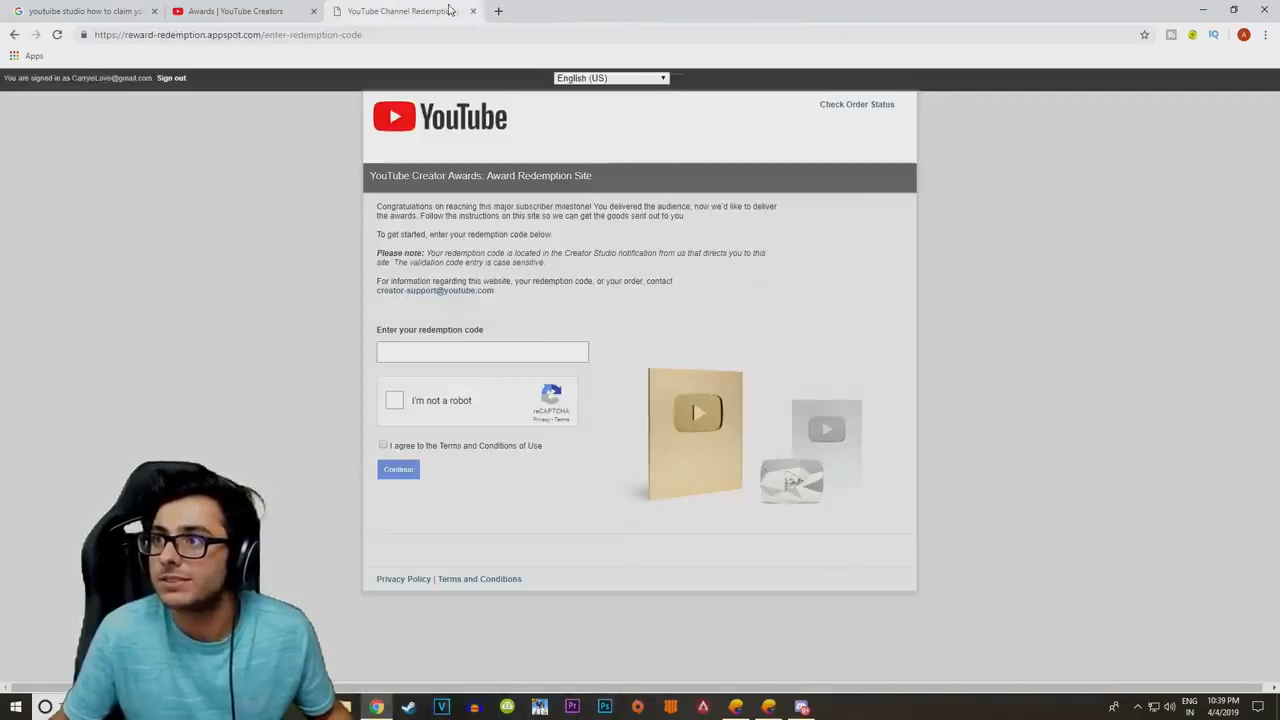 youtube studio how to claim yo
Awards | YouTube Creators
YouTube Channel Redemption
https://reward-redemption.appspot.com/enter-redemption-code
Apps
You are signed in as CarryisLove@gmail.com. Sign out.
English (US)
YouTube
Check Order Status
YouTube Creator Awards: Award Redemption Site
Congratulations on reaching this major subscriber milestone! You delivered the audience, now we'd like to deliver
the awards. Follow the instructions on this site so we can get the goods sent out to you.
To get started, enter your redemption code below.
Please note: Your redemption code is located in the Creator Studio notification from us that directs you to this
site. The validation code entry is case sensitive.
For information regarding this website, your redemption code, or your order, contact
creator-support@youtube.com
Enter your redemption code
I'm not a robot
reCAPTCHA
Privacy - Terms
I agree to the Terms and Conditions of Use
Continue
Privacy Policy | Terms and Conditions
ENG
IN
10:39 PM
4/4/2019